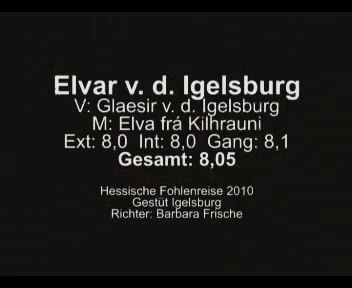 Elvar v. d. Igelsburg
V: Glaesir v. d. Igelsburg
M: Elva frá Kilhrauni
Ext: 8,0 Int: 8,0 Gang: 8,1
Gesamt: 8,05
Hessische Fohlenreise 2010
Gestüt Igelsburg
Richter: Barbara Frische